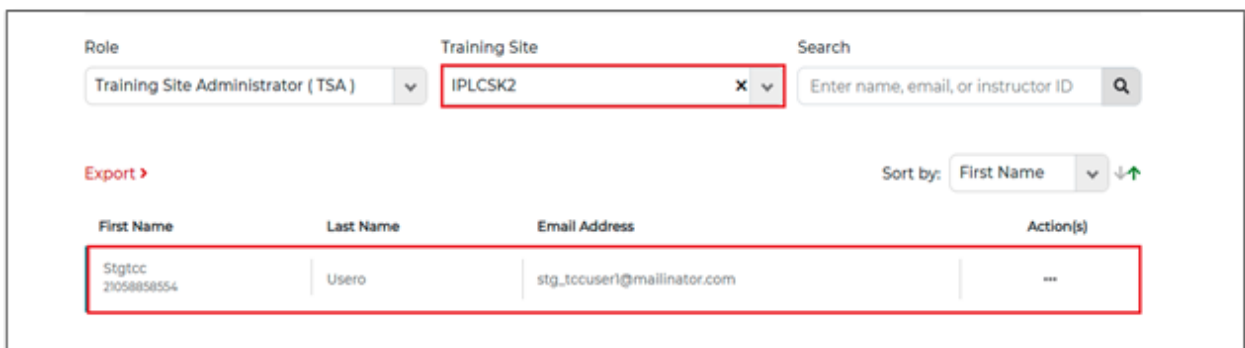 Role Training Site Search
Training Site Administrator ( TSA ) IPLCSK2 x Enter name, email, or instructor ID
Export > Sort by: First Name
First Name Last Name Email Address Action(s)
Stgtcc
21058858554
Usero stg_tccuser1@mailinator.com ...